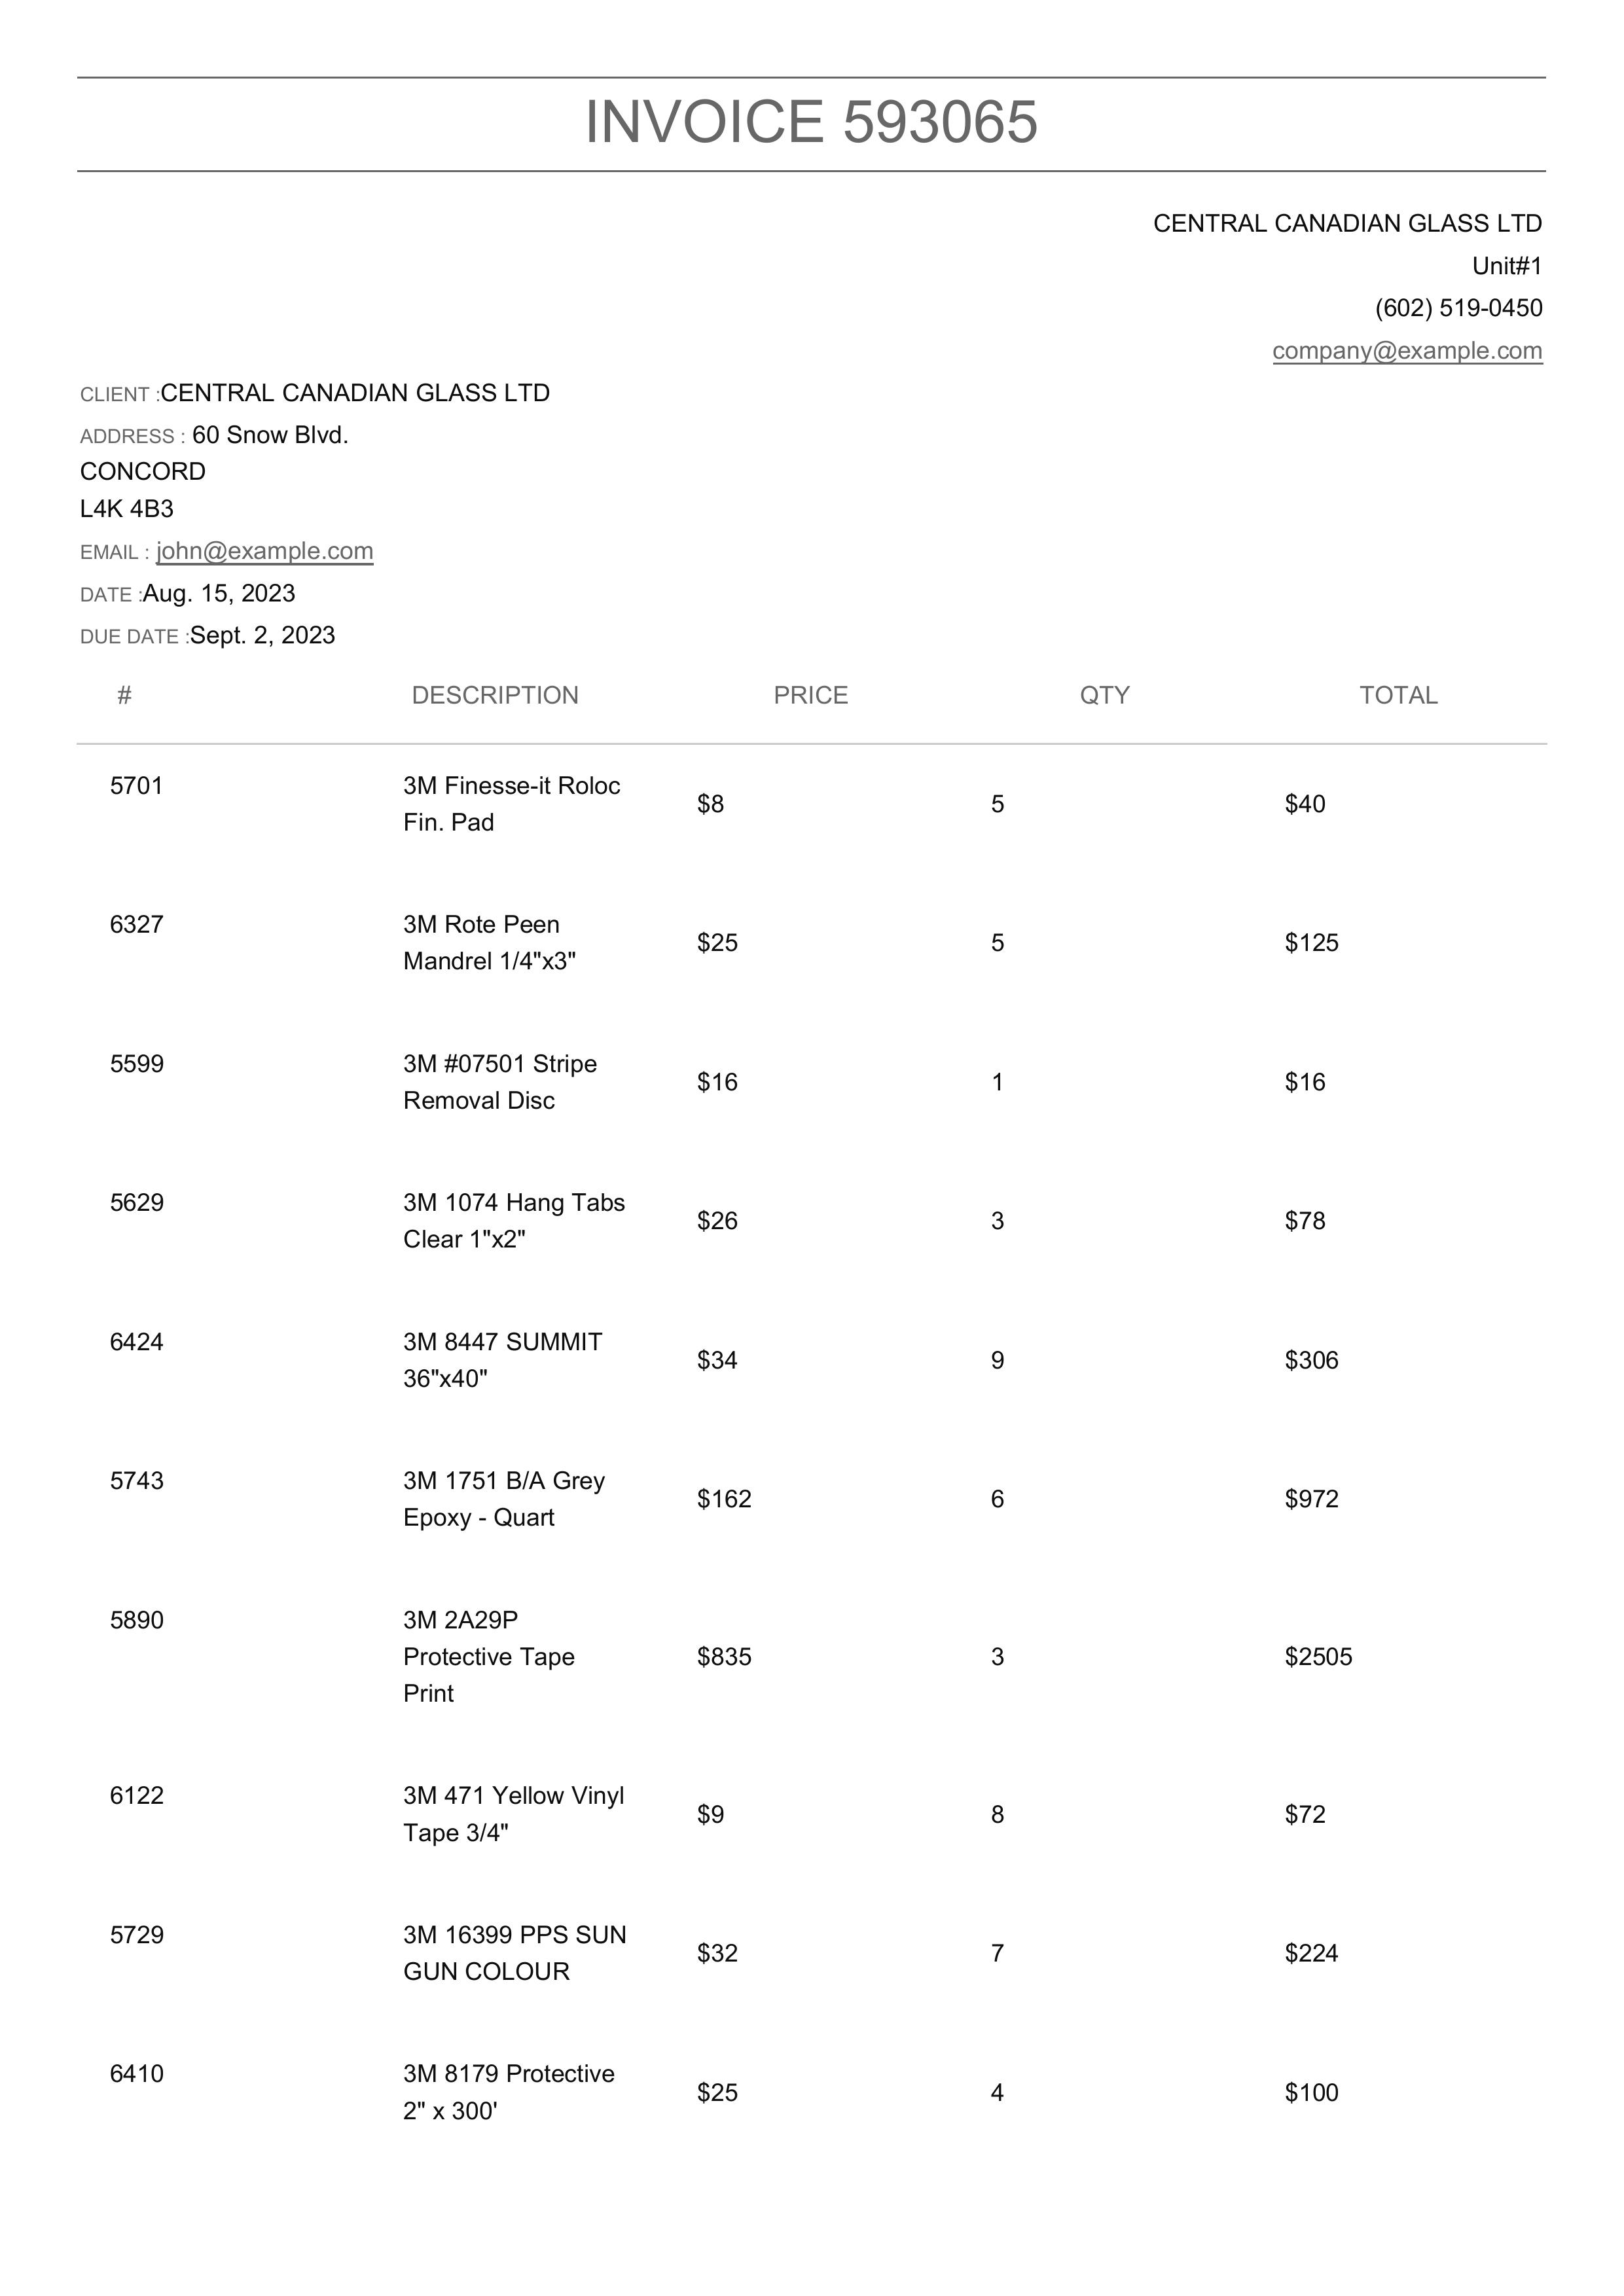 INVOICE 593065
CENTRAL CANADIAN GLASS LTD
Unit#1
(602) 519-0450
company@example.com
CLIENT :CENTRAL CANADIAN GLASS LTD
ADDRESS : 60 Snow Blvd.
CONCORD
L4K 4B3
EMAIL : john@example.com
DATE :Aug. 15, 2023
DUE DATE :Sept. 2, 2023
# DESCRIPTION PRICE QTY TOTAL
5701 3M Finesse-it Roloc
Fin. Pad $8 5 $40
6327 3M Rote Peen
Mandrel 1/4"x3" $25 5 $125
5599 3M #07501 Stripe
Removal Disc $16 1 $16
5629 3M 1074 Hang Tabs
Clear 1"x2" $26 3 $78
6424 3M 8447 SUMMIT
36"x40" $34 9 $306
5743 3M 1751 B/A Grey
Epoxy - Quart $162 6 $972
5890 3M 2A29P
Protective Tape $835 3 $2505
Print
6122 3M 471 Yellow Vinyl
Tape 3/4" $9 8 $72
5729 3M 16399 PPS SUN
GUN COLOUR $32 7 $224
6410 3M 8179 Protective
2" x 300' $25 4 $100